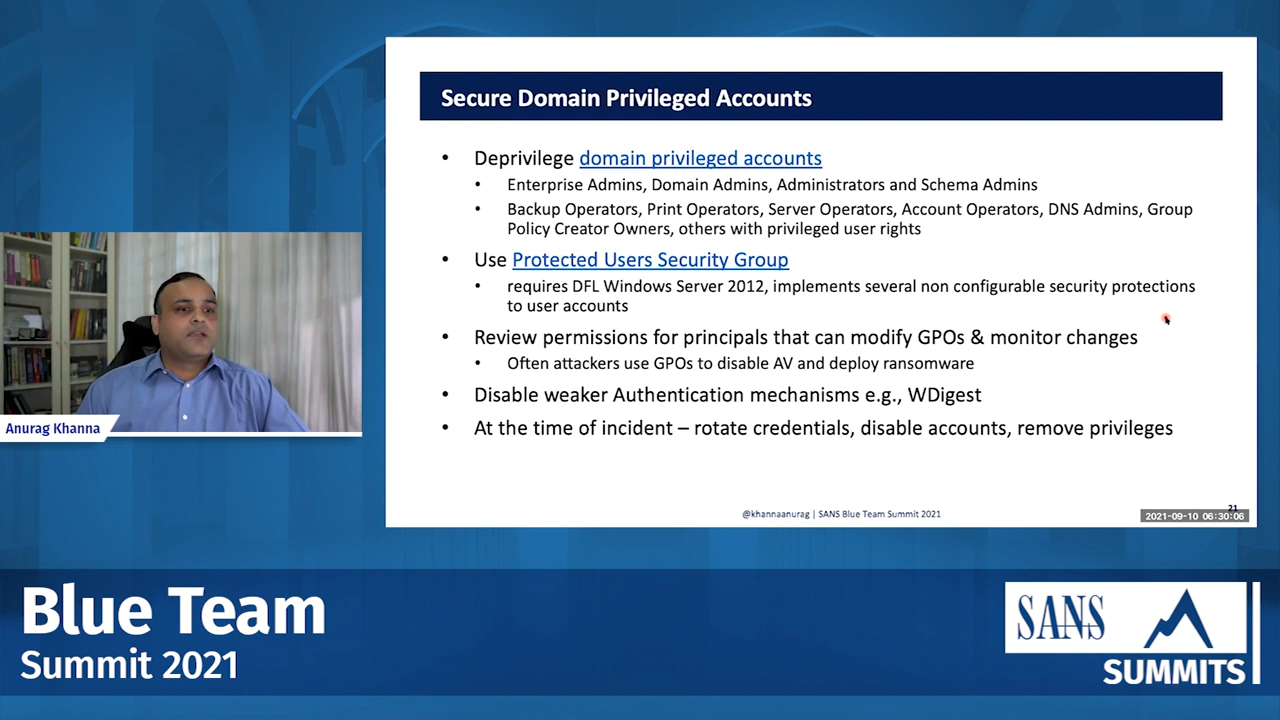 Secure Domain Privileged Accounts
• Deprivilege domain privileged accounts
• Enterprise Admins, Domain Admins, Administrators and Schema Admins
• Backup Operators, Print Operators, Server Operators, Account Operators, DNS Admins, Group
Policy Creator Owners, others with privileged user rights
• Use Protected Users Security Group
• requires DFL Windows Server 2012, implements several non configurable security protections
to user accounts
• Review permissions for principals that can modify GPOs & monitor changes
• Often attackers use GPOs to disable AV and deploy ransomware
• Disable weaker Authentication mechanisms e.g., WDigest
• At the time of incident – rotate credentials, disable accounts, remove privileges
@khannaanurag | SANS Blue Team Summit 2021
21
2021-09-10 06:30:06
Anurag Khanna
Blue Team
Summit 2021
SANS
SUMMITS